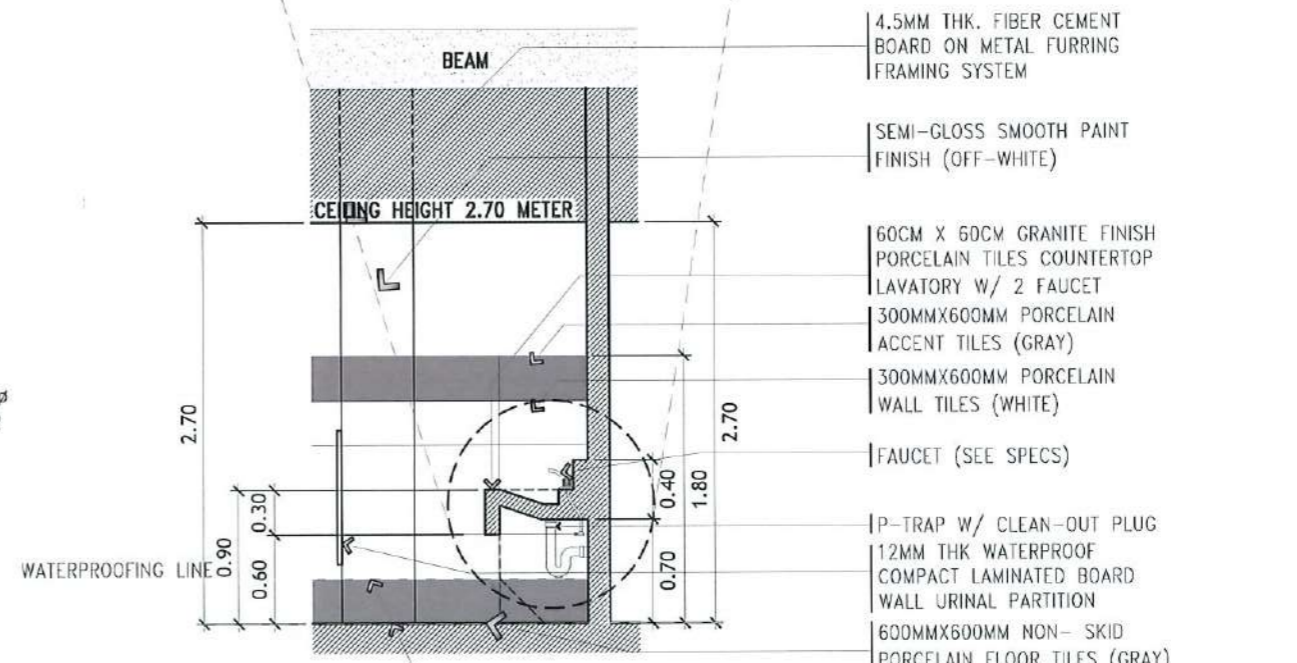 4.5MM THK. FIBER CEMENT
BOARD ON METAL FURRING
FRAMING SYSTEM
BEAM
SEMI-GLOSS SMOOTH PAINT
FINISH (OFF-WHITE)
CEILING HEIGHT 2.70 METER
60CM X 60CM GRANITE FINISH
PORCELAIN TILES COUNTERTOP
LAVATORY W/ 2 FAUCET
300MMX600MM PORCELAIN
ACCENT TILES (GRAY)
300MMX600MM PORCELAIN
WALL TILES (WHITE)
2.70
2.70
FAUCET (SEE SPECS)
0.40
1.80
0.30
P-TRAP W/ CLEAN-OUT PLUG
12MM THK WATERPROOF
COMPACT LAMINATED BOARD
WALL URINAL PARTITION
WATERPROOFING LINE
0.90
0.60
0.70
600MMX600MM NON- SKID
PORCELAIN FLOOR TILES (GRAY)